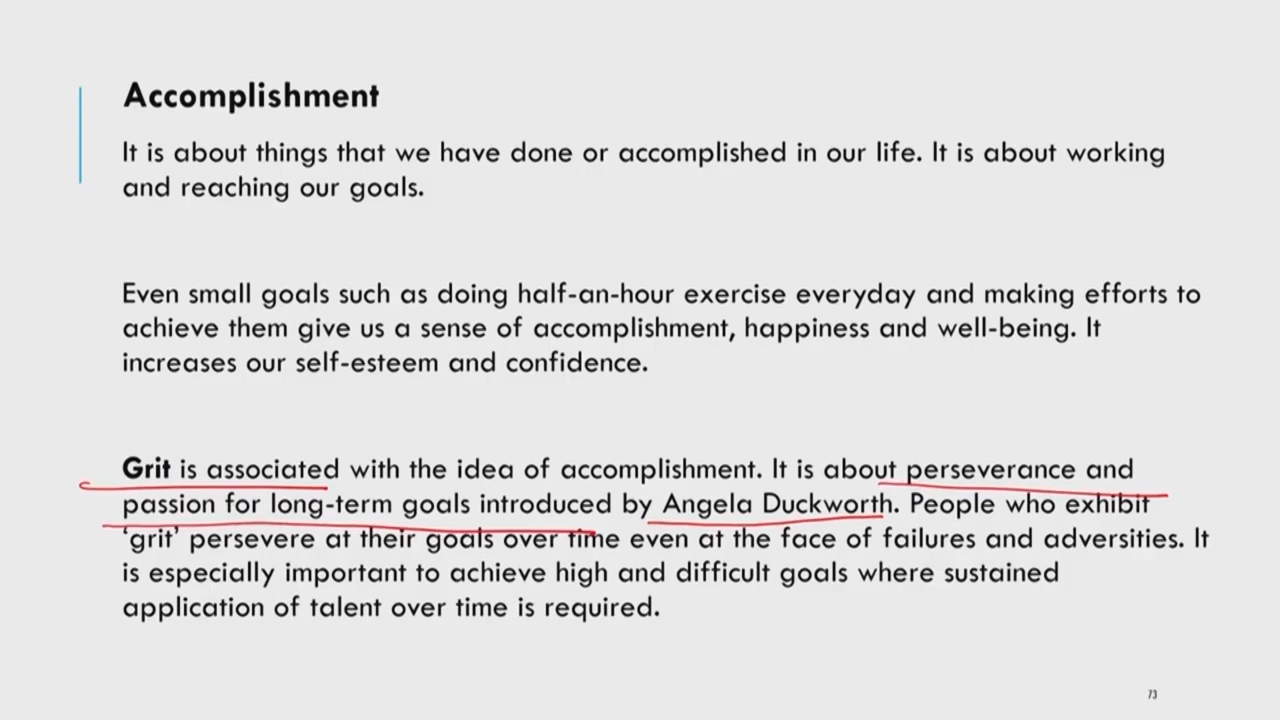 Accomplishment
It is about things that we have done or accomplished in our life. It is about working
and reaching our goals.
Even small goals such as doing half-an-hour exercise everyday and making efforts to
achieve them give us a sense of accomplishment, happiness and well-being. It
increases our self-esteem and confidence.
Grit is associated with the idea of accomplishment. It is about perseverance and
passion for long-term goals introduced by Angela Duckworth. People who exhibit
‘grit’ persevere at their goals over time even at the face of failures and adversities. It
is especially important to achieve high and difficult goals where sustained
application of talent over time is required.
73